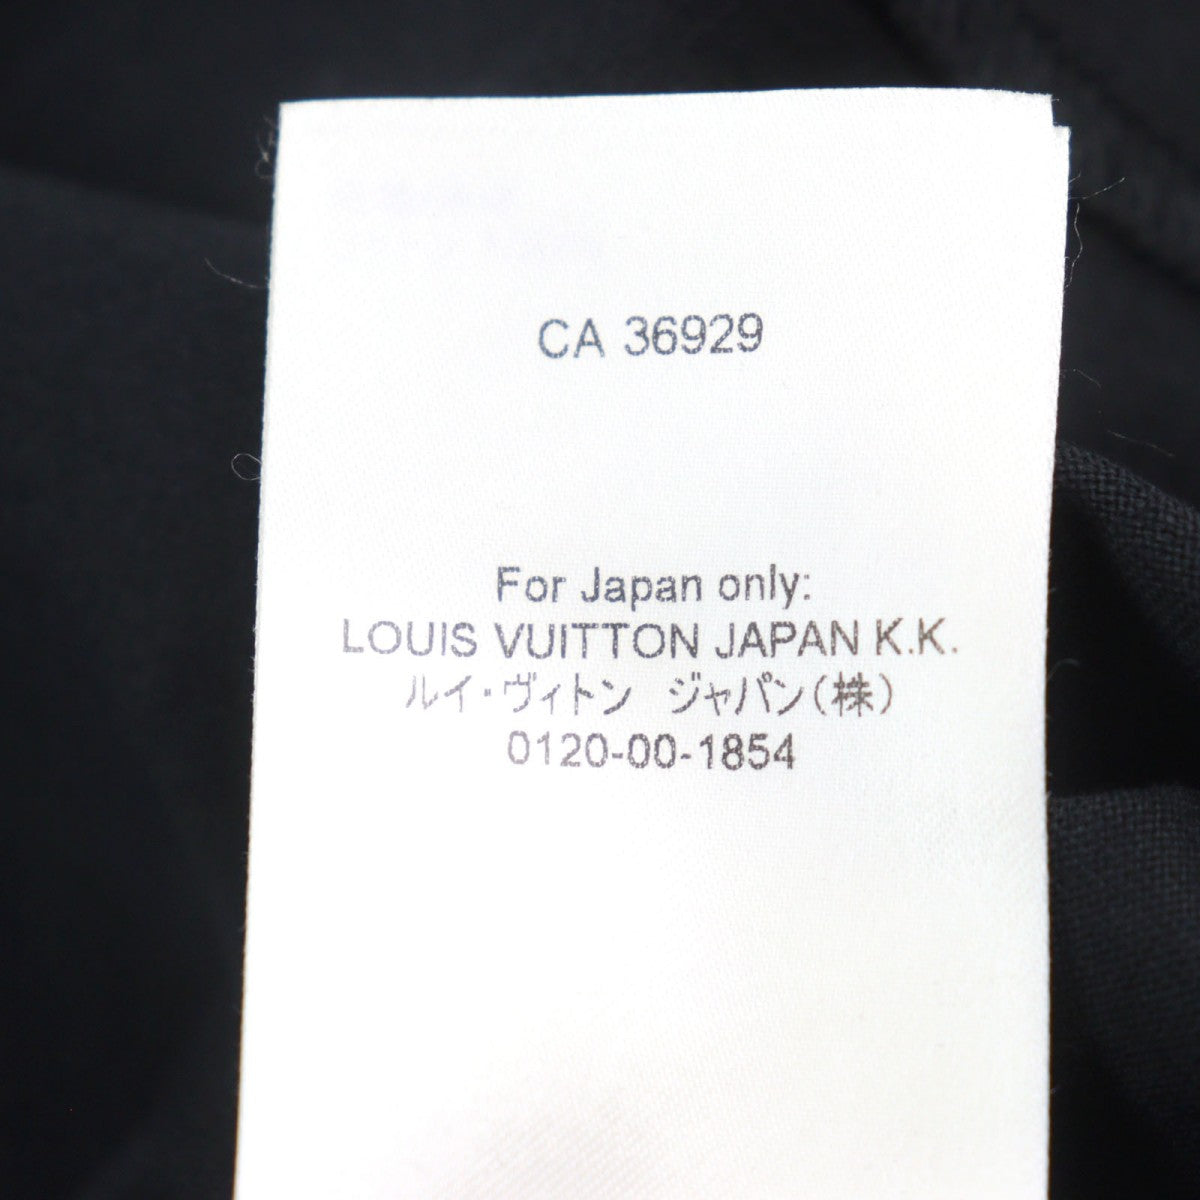 CA 36929
For Japan only:
LOUIS VUITTON JAPAN K.K.
ルイ・ヴィトン ジャパン(株)
0120-00-1854